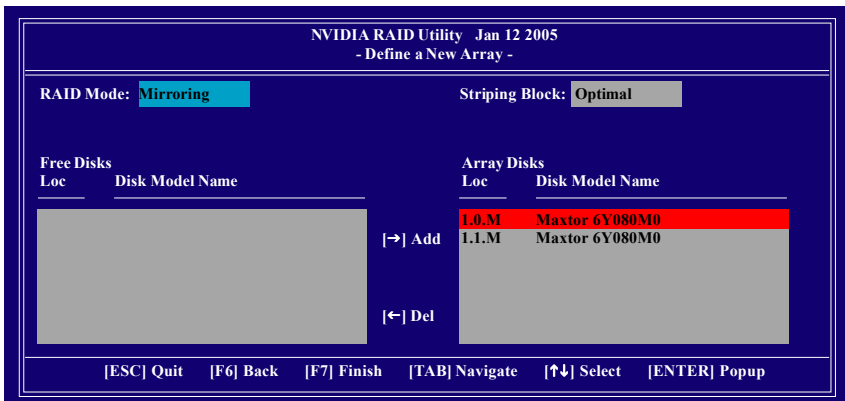 NVIDIA RAID Utility Jan 12 2005
- Define a New Array -
RAID Mode: Mirroring
Striping Block: Optimal
Free Disks
Loc Disk Model Name
Array Disks
Loc Disk Model Name
1.0.M Maxtor 6Y080M0
1.1.M Maxtor 6Y080M0
[→] Add
[←] Del
[ESC] Quit [F6] Back [F7] Finish [TAB] Navigate [↑↓] Select [ENTER] Popup